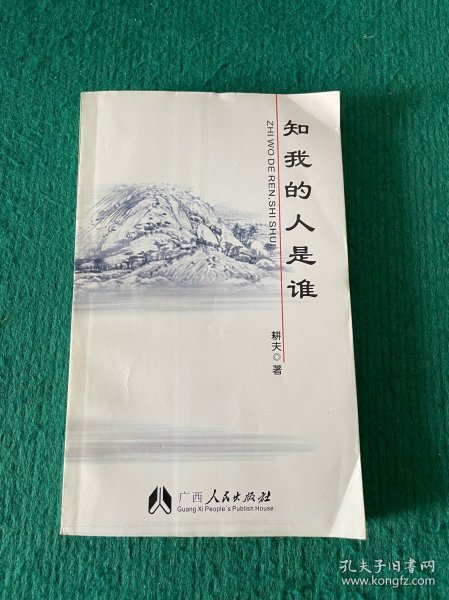 知我的人是谁
ZHI WO DE REN.SHI SHU
耕夫◎著
广西人民出版社
Guang Xi People's Publish House
孔夫子旧书网
www.kongfz.com